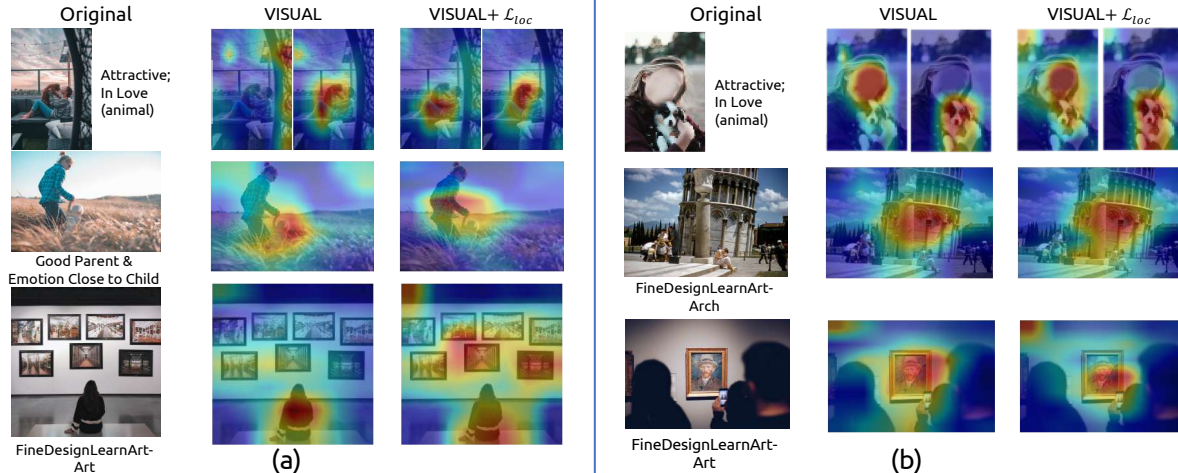 Original
VISUAL
VISUAL+ ℒ_loc
Attractive;
In Love
(animal)
Good Parent &
Emotion Close to Child
FineDesignLearnArt-
Art
(a)
Original
VISUAL
VISUAL+ ℒ_loc
Attractive;
In Love
(animal)
FineDesignLearnArt-
Arch
FineDesignLearnArt-
Art
(b)